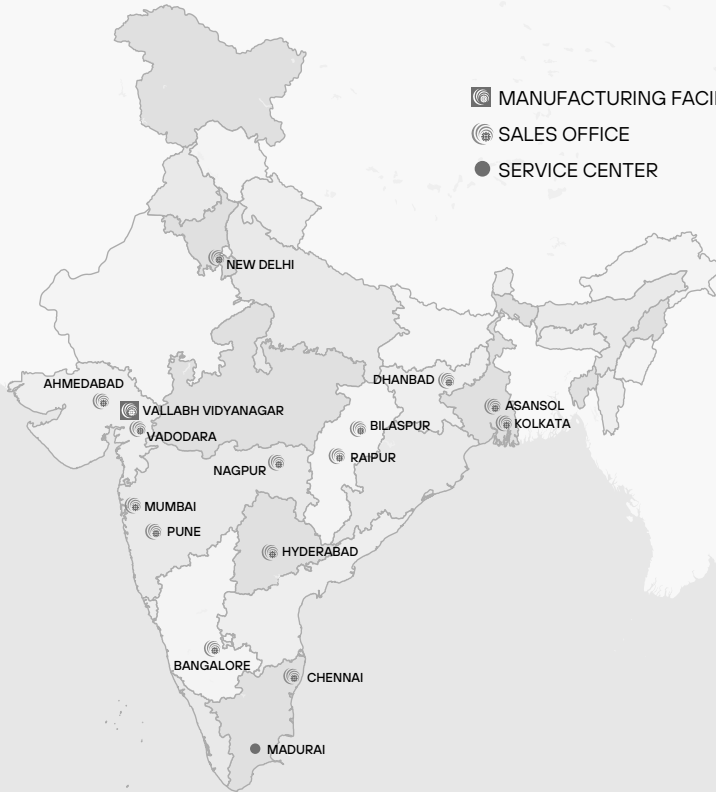 MANUFACTURING FACI
SALES OFFICE
SERVICE CENTER
NEW DELHI
AHMEDABAD
DHANBAD
VALLABH VIDYANAGAR
ASANSOL
KOLKATA
BILASPUR
VADODARA
RAIPUR
NAGPUR
MUMBAI
PUNE
HYDERABAD
BANGALORE
CHENNAI
MADURAI